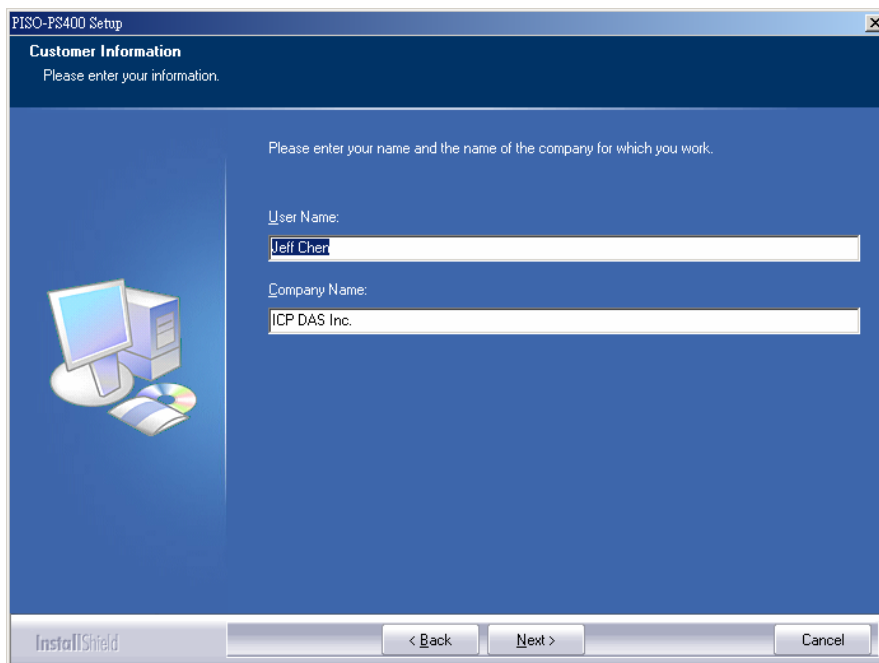 PISO-PS400 Setup
Customer Information
Please enter your information.
Please enter your name and the name of the company for which you work.
User Name:
Jeff Chen
Company Name:
ICP DAS Inc.
InstallShield
< Back
Next >
Cancel